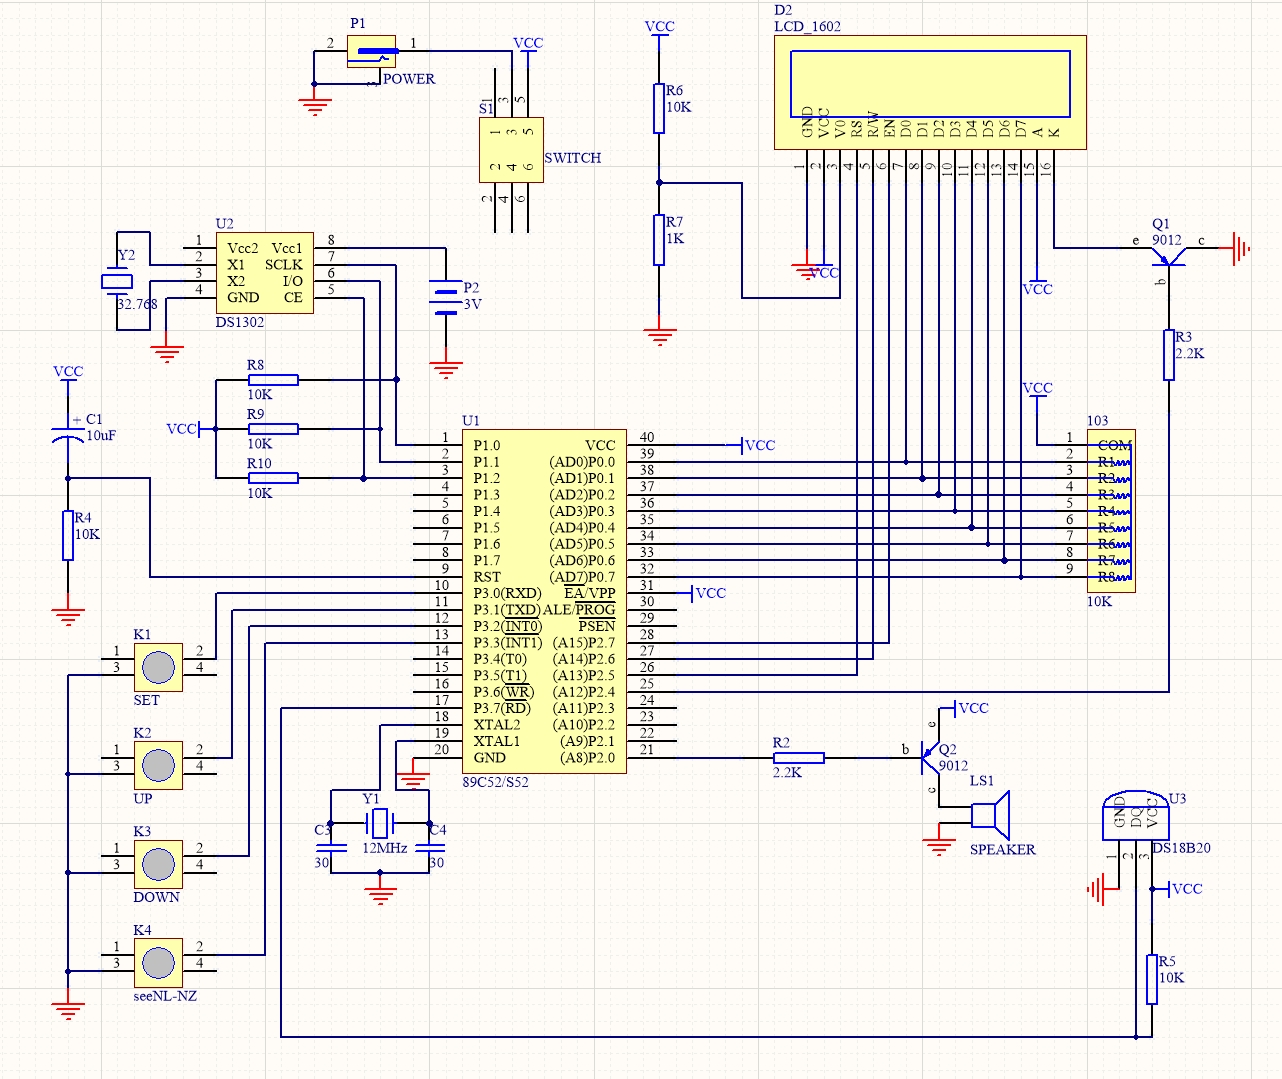 P1
2
1
3
POWER
VCC
1
3
5
S1
1
3
5
2
4
6
SWITCH
2
4
6
VCC
R6
10K
R7
1K
D2
LCD_1602
GND
VCC
V0
RS
R/W
EN
D0
D1
D2
D3
D4
D5
D6
D7
A
K
1
2
3
4
5
6
7
8
9
10
11
12
13
14
15
16
VCC
VCC
Q1
9012
e
c
b
R3
2.2K
U2
1 Vcc2 Vcc1 8
2 X1 SCLK 7
3 X2 I/O 6
4 GND CE 5
DS1302
Y2
32.768
P2
3V
VCC
C1
+
10uF
R4
10K
R8
10K
VCC
R9
10K
R10
10K
U1
1 P1.0 VCC 40
2 P1.1 (AD0)P0.0 39
3 P1.2 (AD1)P0.1 38
4 P1.3 (AD2)P0.2 37
5 P1.4 (AD3)P0.3 36
6 P1.5 (AD4)P0.4 35
7 P1.6 (AD5)P0.5 34
8 P1.7 (AD6)P0.6 33
9 RST (AD7)P0.7 32
10 P3.0(RXD) EA/VPP 31
11 P3.1(TXD) ALE/PROG 30
12 P3.2(INT0) PSEN 29
13 P3.3(INT1) (A15)P2.7 28
14 P3.4(T0) (A14)P2.6 27
15 P3.5(T1) (A13)P2.5 26
16 P3.6(WR) (A12)P2.4 25
17 P3.7(RD) (A11)P2.3 24
18 XTAL2 (A10)P2.2 23
19 XTAL1 (A9)P2.1 22
20 GND (A8)P2.0 21
89C52/S52
VCC
VCC
VCC
103
1 COM
2 R1
3 R2
4 R3
5 R4
6 R5
7 R6
8 R7
9 R8
10K
K1
1 2
3 4
SET
K2
1 2
3 4
UP
K3
1 2
3 4
DOWN
K4
1 2
3 4
seeNL-NZ
Y1
12MHz
C3
30
C4
30
R2
2.2K
VCC
e
b
c
Q2
9012
LS1
SPEAKER
U3
GND
DQ
VCC
DS18B20
1
2
3
VCC
R5
10K